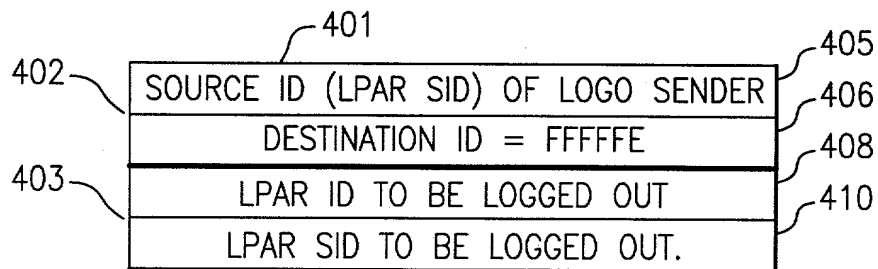 401
402
405
SOURCE ID (LPAR SID) OF LOGO SENDER
406
DESTINATION ID = FFFFFE
408
403
LPAR ID TO BE LOGGED OUT
410
LPAR SID TO BE LOGGED OUT.